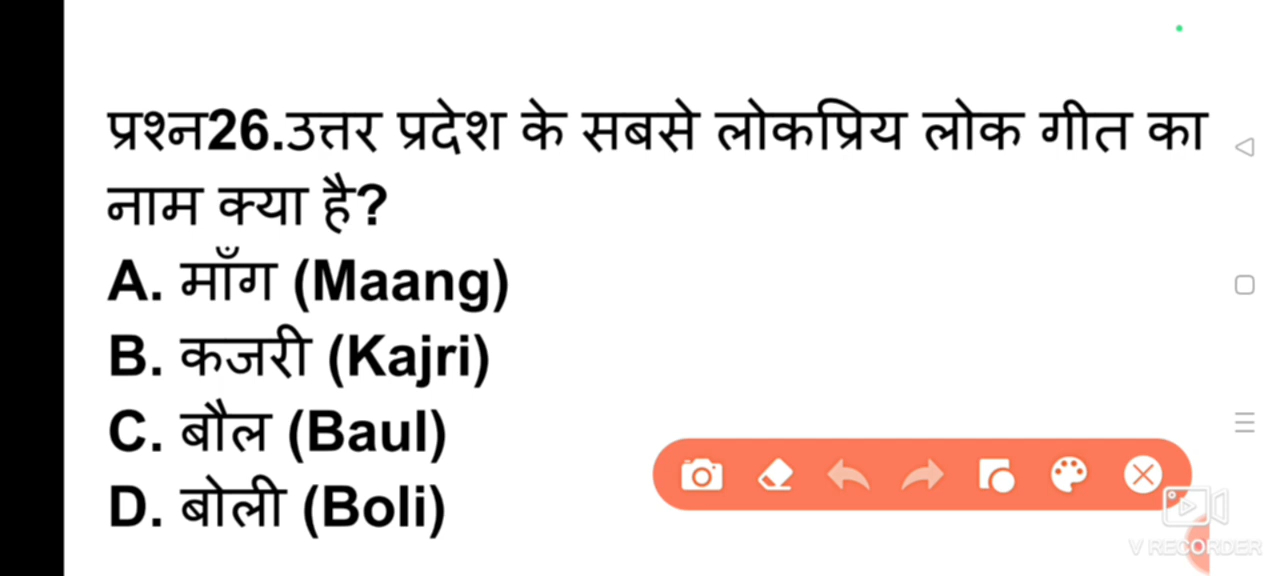 प्रश्न26.उत्तर प्रदेश के सबसे लोकप्रिय लोक गीत का
नाम क्या है?
A. माँग (Maang)
B. कजरी (Kajri)
C. बौल (Baul)
D. बोली (Boli)
V RECORDER